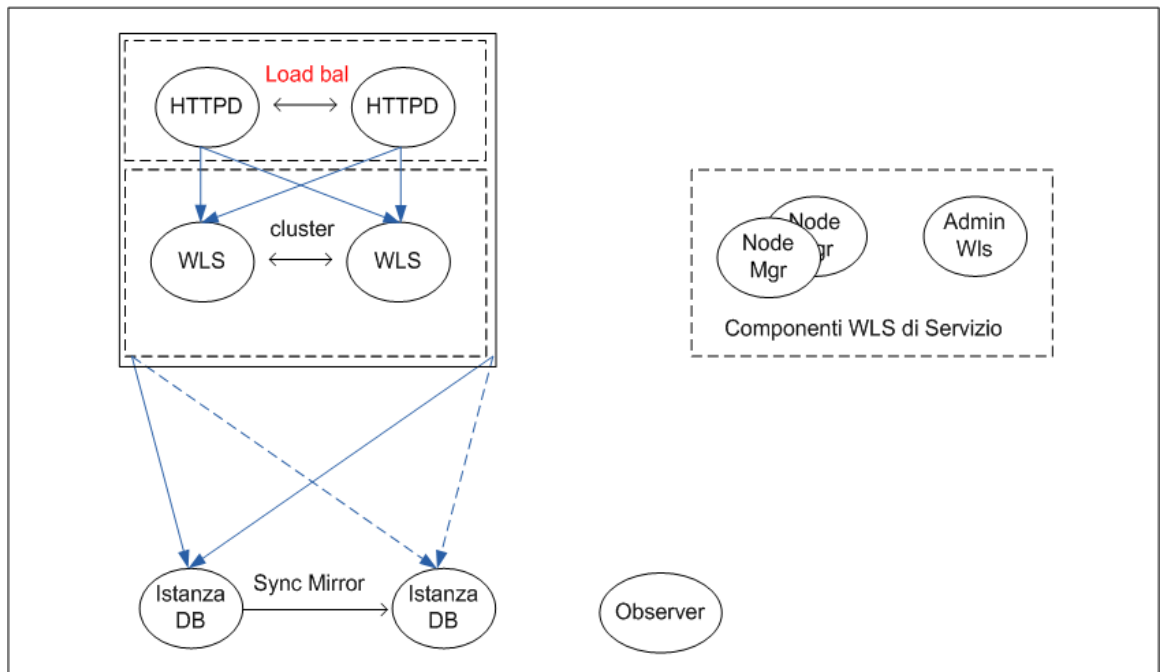 Load bal
HTTPD
HTTPD
cluster
WLS
WLS
Node
gr
Node
Mgr
Admin
Wls
Componenti WLS di Servizio
Sync Mirror
Istanza
DB
Istanza
DB
Observer